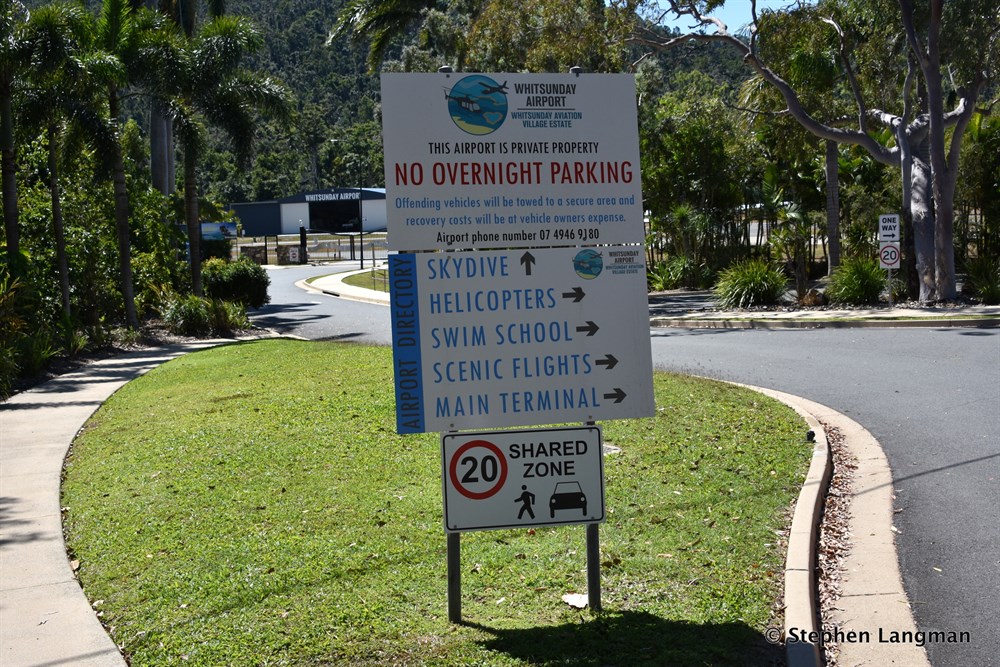 WHITSUNDAY
AIRPORT
WHITSUNDAY AVIATION
VILLAGE ESTATE
THIS AIRPORT IS PRIVATE PROPERTY
NO OVERNIGHT PARKING
Offending vehicles will be towed to a secure area and
recovery costs will be at vehicle owners expense.
Airport phone number 07 4946 9180
WHITSUNDAY AIRPORT
AIRPORT DIRECTORY
SKYDIVE
HELICOPTERS
SWIM SCHOOL
SCENIC FLIGHTS
MAIN TERMINAL
WHITSUNDAY
AIRPORT
20 SHARED
ZONE
ONE
WAY
20
© Stephen Langman